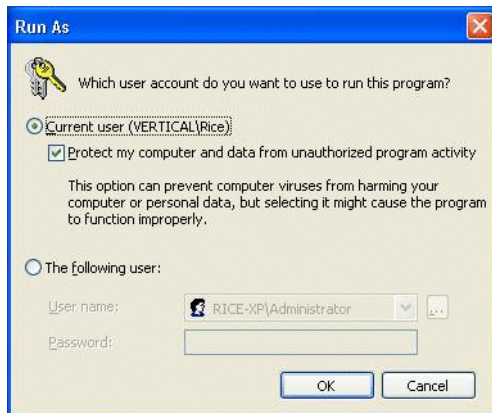 Run As
Which user account do you want to use to run this program?
Current user (VERTICAL\Rice)
Protect my computer and data from unauthorized program activity
This option can prevent computer viruses from harming your
computer or personal data, but selecting it might cause the program
to function improperly.
The following user:
User name:
RICE-XP\Administrator
...
Password:
OK
Cancel